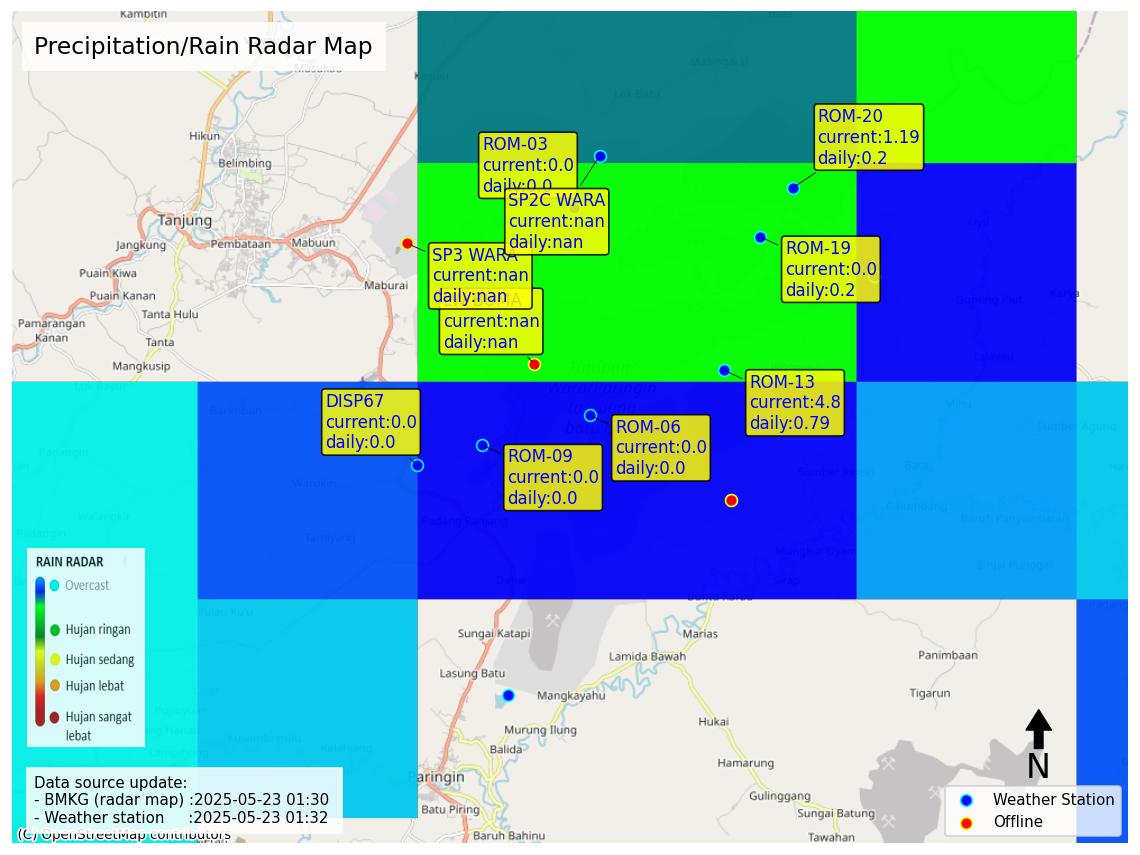 Kambitin
Precipitation/Rain Radar Map
Masukau
Kapalu
Lok Batu
Hikun
Belimbing
Tanjung
Jangkung
Pembataan
Mabuun
Puain Kiwa
Maburai
Puain Kanan
Tanta Hulu
Pamarangan
Kanan
Tanta
Mangkusip
ROM-03
current:0.0
daily:0.0
SP2C WARA
current:nan
daily:nan
ROM-20
current:1.19
daily:0.2
ROM-19
current:0.0
daily:0.2
SP3 WARA
current:nan
daily:nan
current:nan
daily:nan
ROM-13
current:4.8
daily:0.79
DISP67
current:0.0
daily:0.0
ROM-06
current:0.0
daily:0.0
ROM-09
current:0.0
daily:0.0
Padang Panjang
Dahai
Sungai Katapi
Marias
Lamida Bawah
Lasung Batu
Mangkayahu
Panimbaan
Tigarun
Murung Ilung
Hukai
Balida
Hamarung
Paringin
Batu Piring
Gulinggang
Sungai Batung
Baruh Bahinu
Tawahan
RAIN RADAR
Overcast
Hujan ringan
Hujan sedang
Hujan lebat
Hujan sangat
lebat
Data source update:
- BMKG (radar map) :2025-05-23 01:30
- Weather station :2025-05-23 01:32
(C) OpenStreetMap contributors
N
Weather Station
Offline